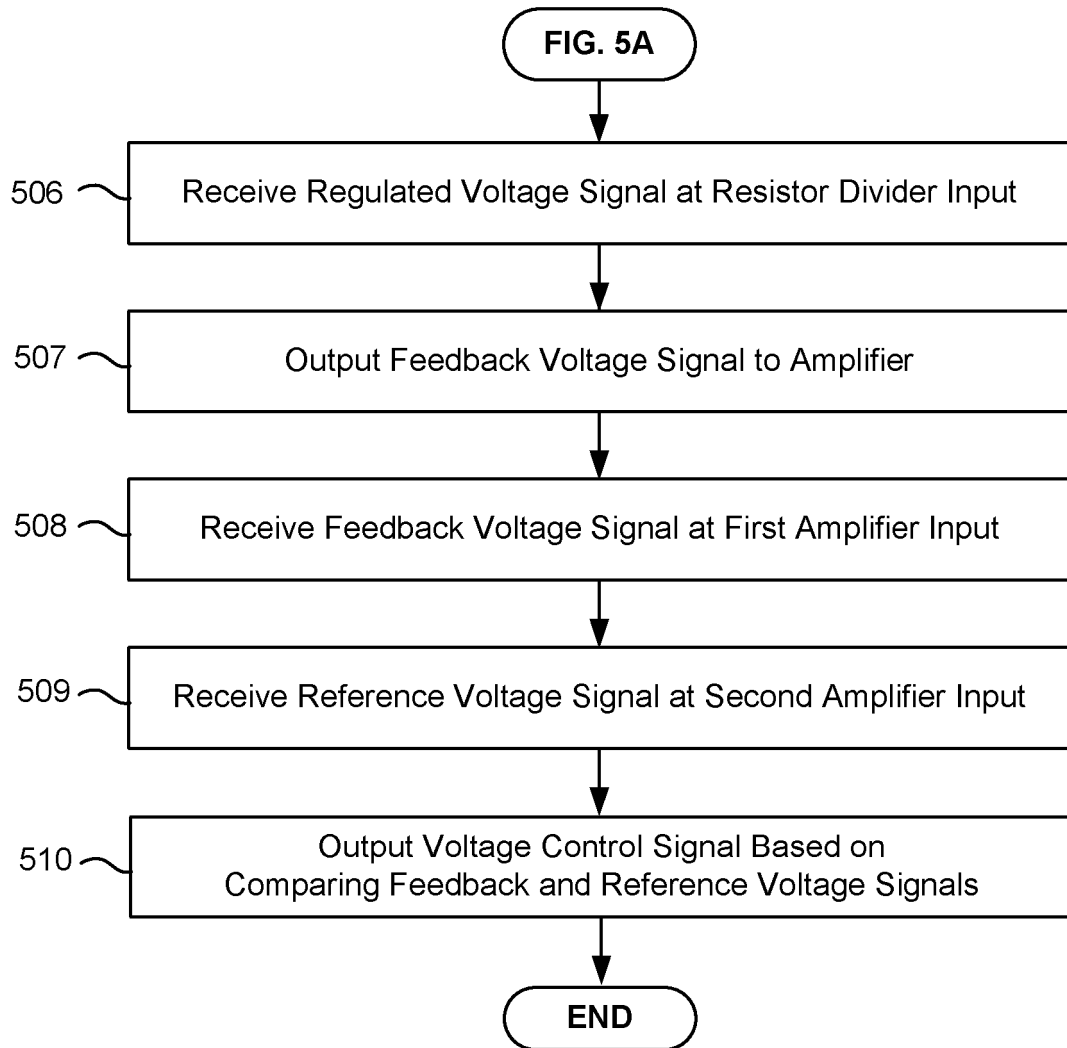 FIG. 5A
506
Receive Regulated Voltage Signal at Resistor Divider Input
507
Output Feedback Voltage Signal to Amplifier
508
Receive Feedback Voltage Signal at First Amplifier Input
509
Receive Reference Voltage Signal at Second Amplifier Input
510
Output Voltage Control Signal Based on
Comparing Feedback and Reference Voltage Signals
END